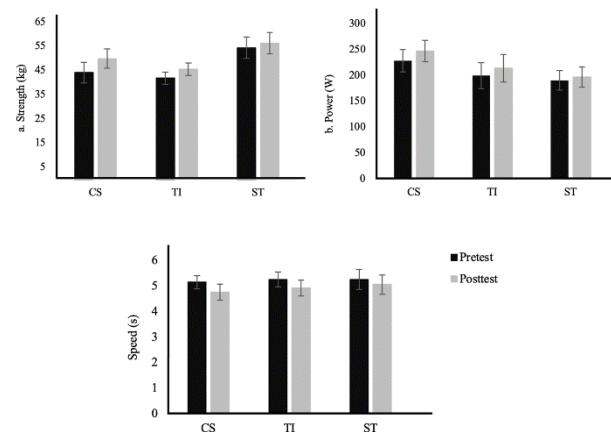 a. Strength (kg)
65
55
45
35
25
15
5
CS TI ST
b. Power (W)
300
250
200
150
100
50
0
CS TI ST
Speed (s)
6
5
4
3
2
1
0
CS TI ST
Pretest
Posttest